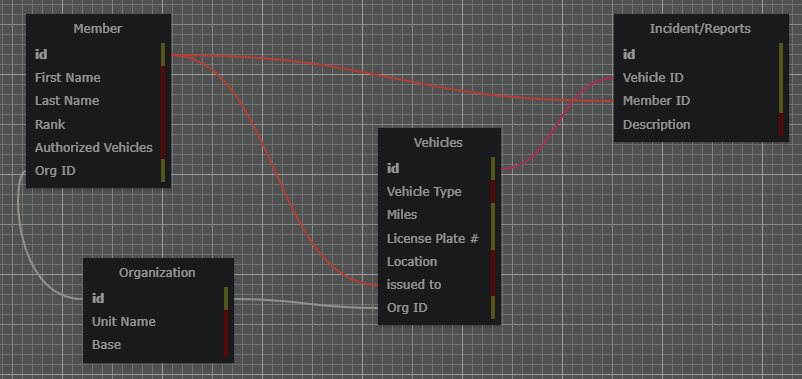 Member
id
First Name
Last Name
Rank
Authorized Vehicles
Org ID
Incident/Reports
id
Vehicle ID
Member ID
Description
Vehicles
id
Vehicle Type
Miles
License Plate #
Location
issued to
Org ID
Organization
id
Unit Name
Base